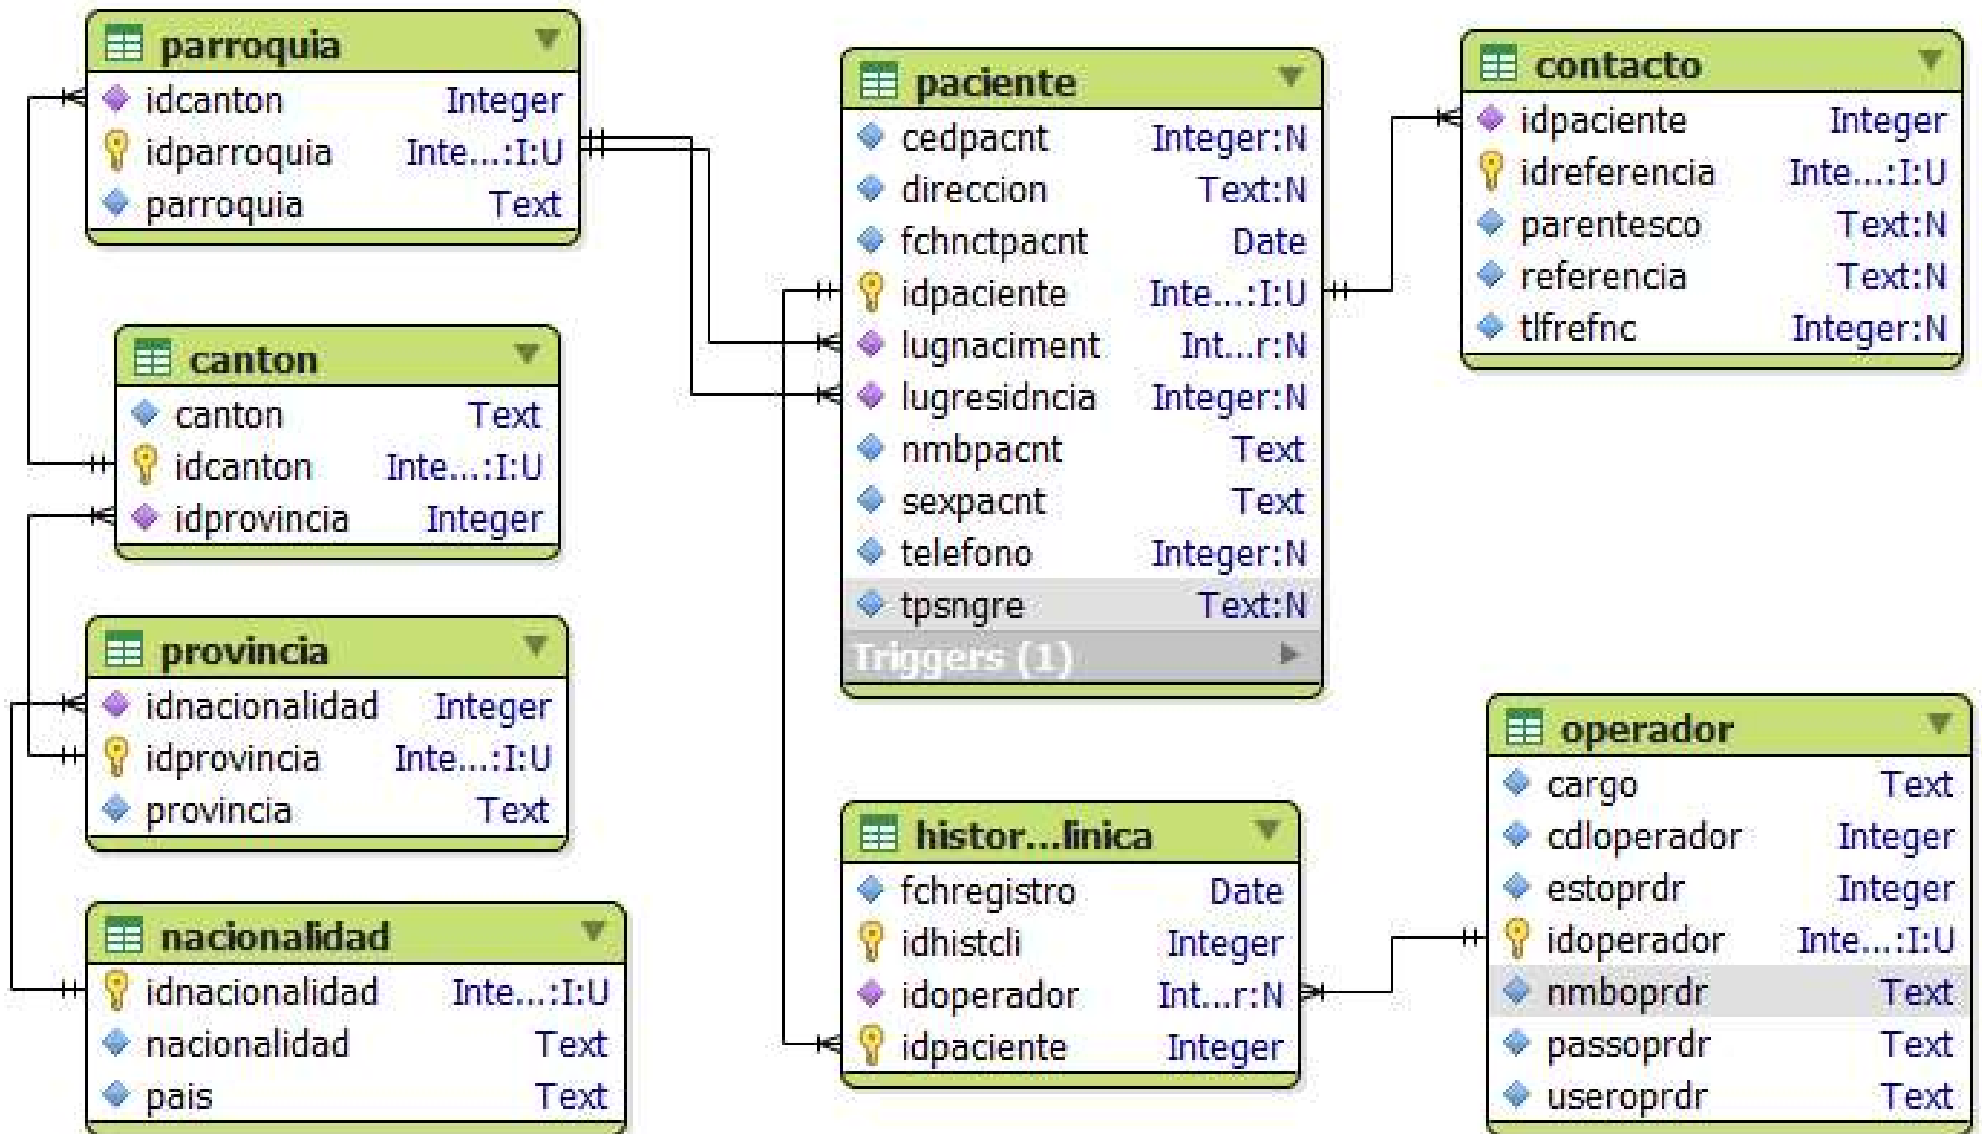 parroquia
idcanton Integer
idparroquia Inte...:I:U
parroquia Text
canton
canton Text
idcanton Inte...:I:U
idprovincia Integer
provincia
idnacionalidad Integer
idprovincia Inte...:I:U
provincia Text
nacionalidad
idnacionalidad Inte...:I:U
nacionalidad Text
pais Text
paciente
cedpacnt Integer:N
direccion Text:N
fchnctpacnt Date
idpaciente Inte...:I:U
lugnaciment Int...r:N
lugresidncia Integer:N
nmbpacnt Text
sexpacnt Text
telefono Integer:N
tpsngre Text:N
Triggers (1)
histor...linica
fchregistro Date
idhistcli Integer
idoperador Int...r:N
idpaciente Integer
contacto
idpaciente Integer
idreferencia Inte...:I:U
parentesco Text:N
referencia Text:N
tlfrefnc Integer:N
operador
cargo Text
cdloperador Integer
estoprdr Integer
idoperador Inte...:I:U
nmboprdr Text
passoprdr Text
useroprdr Text